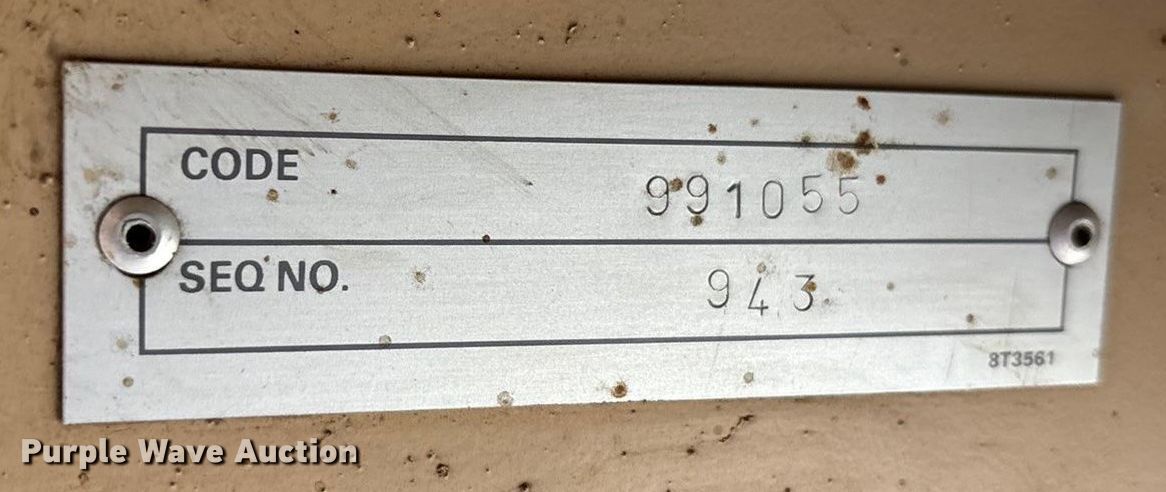 CODE 991055
SEQ NO. 943
8T3561
Purple Wave Auction